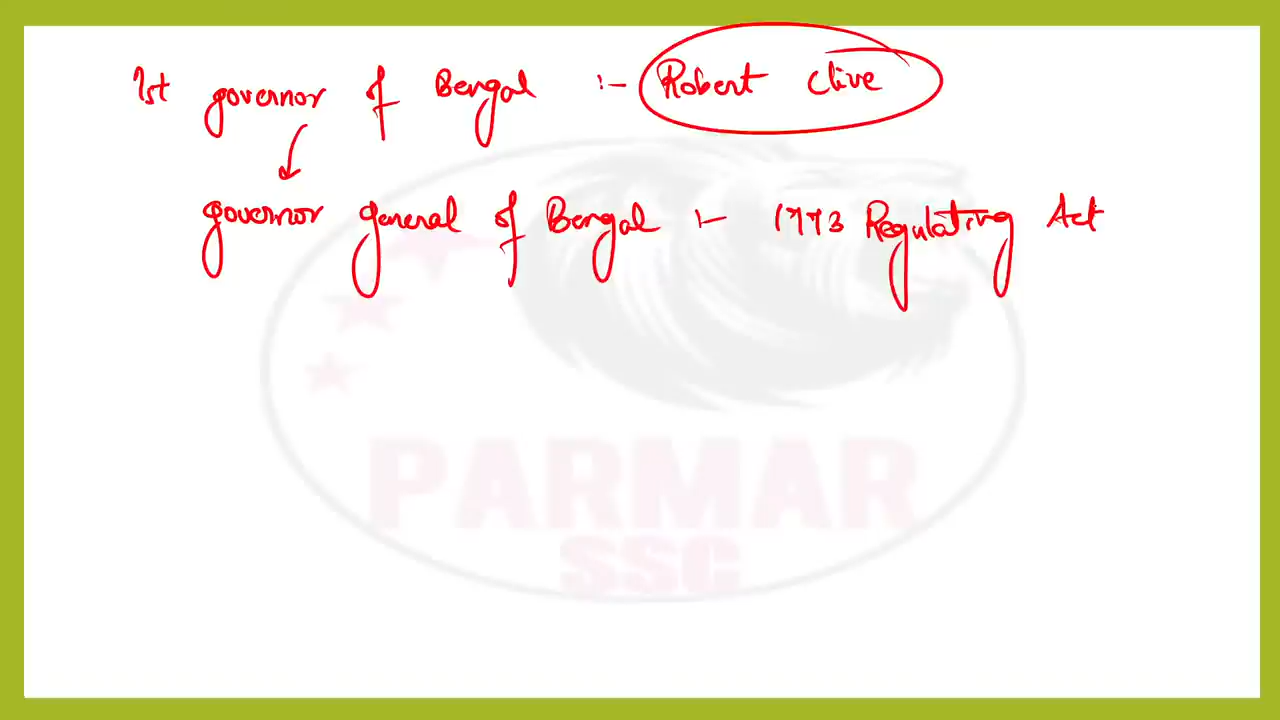 1st governor of Bengal :- Robert Clive
governor general of Bengal :- 1773 Regulating Act
PARMAR
SSC